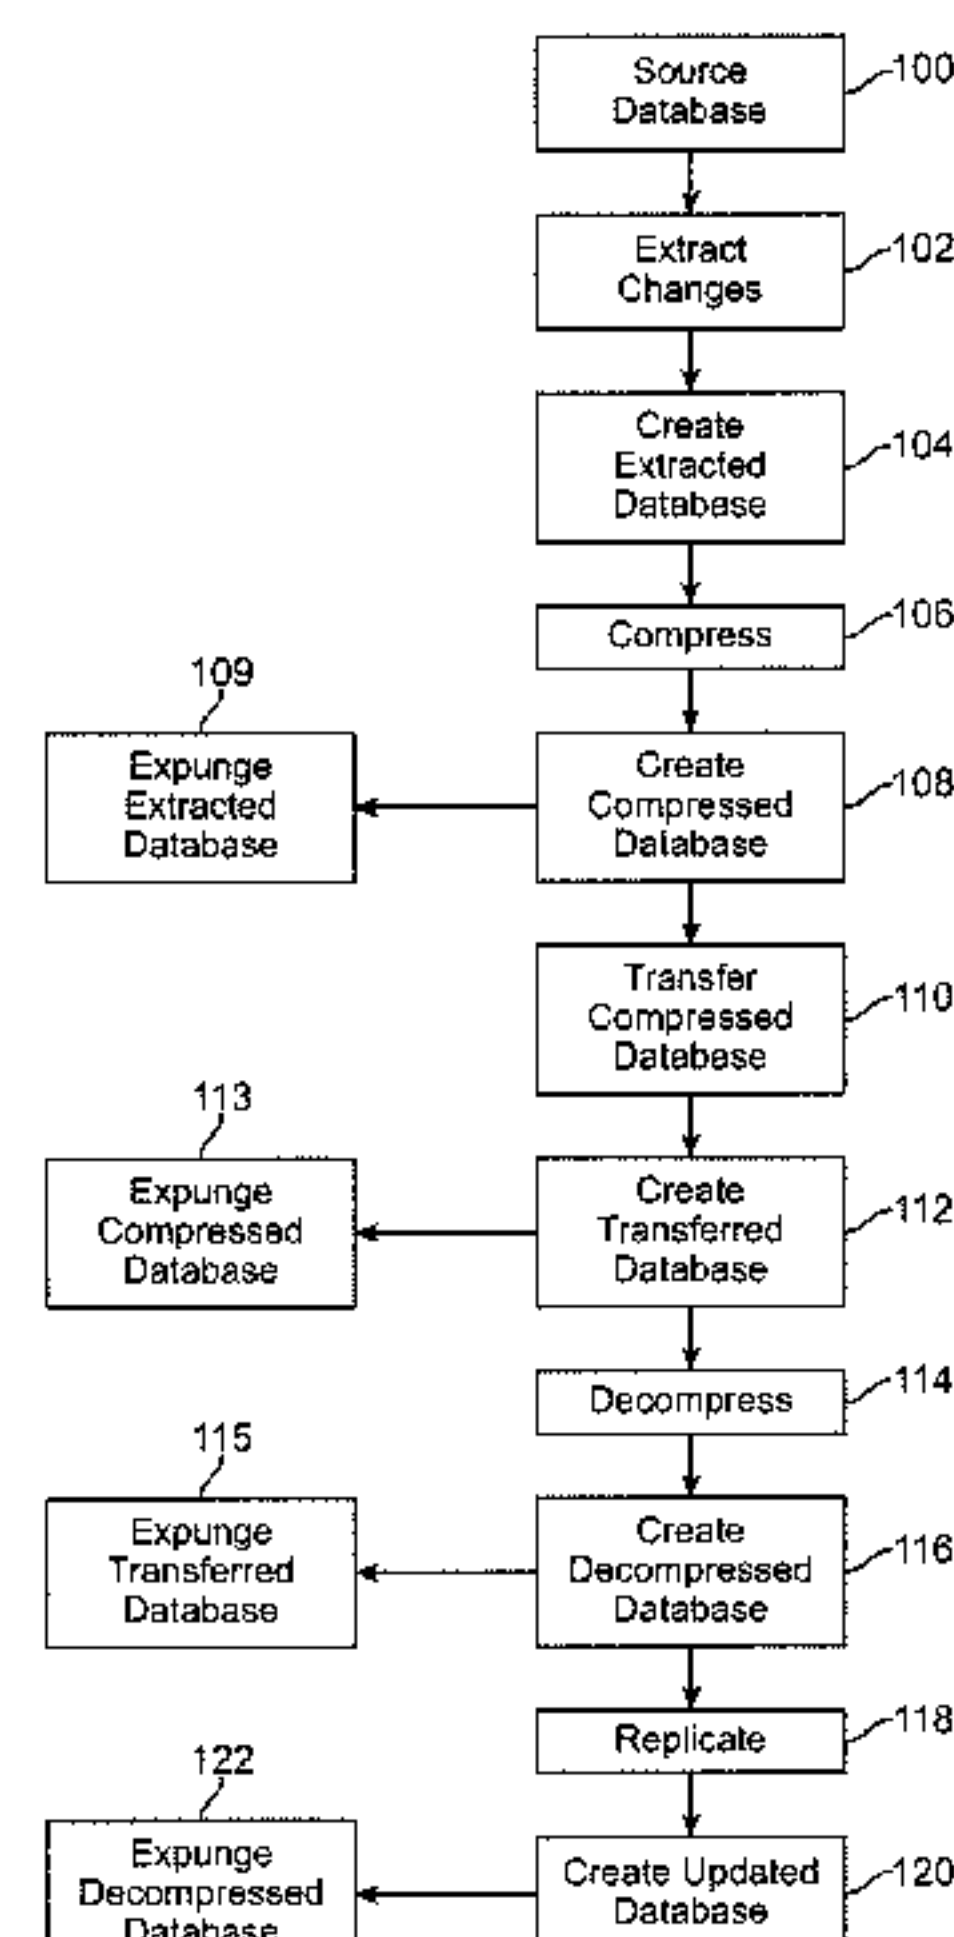 Source
Database
100
Extract
Changes
102
Create
Extracted
Database
104
Compress
106
109
Expunge
Extracted
Database
Create
Compressed
Database
108
Transfer
Compressed
Database
110
113
Expunge
Compressed
Database
Create
Transferred
Database
112
Decompress
114
115
Expunge
Transferred
Database
Create
Decompressed
Database
116
Replicate
118
122
Expunge
Decompressed
Database
Create Updated
Database
120